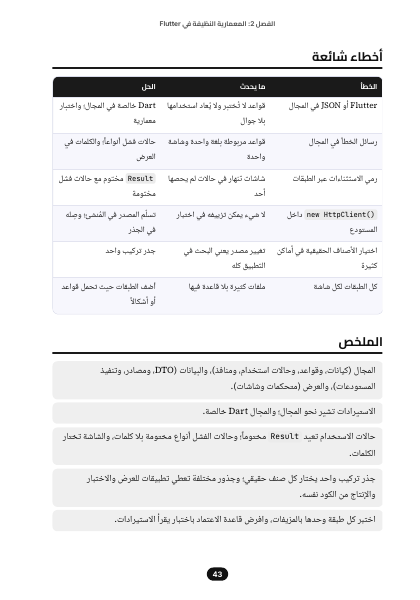 الفصل 2: المعمارية النظيفة في Flutter
أخطاء شائعة
الخطأ ما يحدث الحل
Flutter أو JSON في المجال قواعد لا تُختبر ولا يُعاد استخدامها Dart خالصة في المجال؛ واختبار
بلا جوال معمارية
رسائل الخطأ في المجال قواعد مربوطة بلغة واحدة وشاشة حالات فشل أنواعاً؛ والكلمات في
واحدة العرض
رمي الاستثناءات عبر الطبقات شاشات تنهار في حالات لم يحصها Result مختوم مع حالات فشل
أحد مختومة
new HttpClient() داخل لا شيء يمكن تزييفه في اختبار تسلّم المصدر في المُنشئ؛ وصِله
المستودع في الجذر
اختيار الأصناف الحقيقية في أماكن تغيير مصدر يعني البحث في جذر تركيب واحد
كثيرة التطبيق كله
كل الطبقات لكل شاشة ملفات كثيرة بلا قاعدة فيها أضف الطبقات حيث تحمل قواعد
أو أشكالاً
الملخص
المجال (كيانات، وقواعد، وحالات استخدام، ومنافذ)، والبيانات (DTO، ومصادر، وتنفيذ
المستودعات)، والعرض (متحكمات وشاشات).
الاستيرادات تشير نحو المجال؛ والمجال Dart خالصة.
حالات الاستخدام تعيد Result مختوماً؛ وحالات الفشل أنواع مختومة بلا كلمات، والشاشة تختار
الكلمات.
جذر تركيب واحد يختار كل صنف حقيقي؛ وجذور مختلفة تعطي تطبيقات للعرض والاختبار
والإنتاج من الكود نفسه.
اختبر كل طبقة وحدها بالمزيفات، وافرض قاعدة الاعتماد باختبار يقرأ الاستيرادات.
43